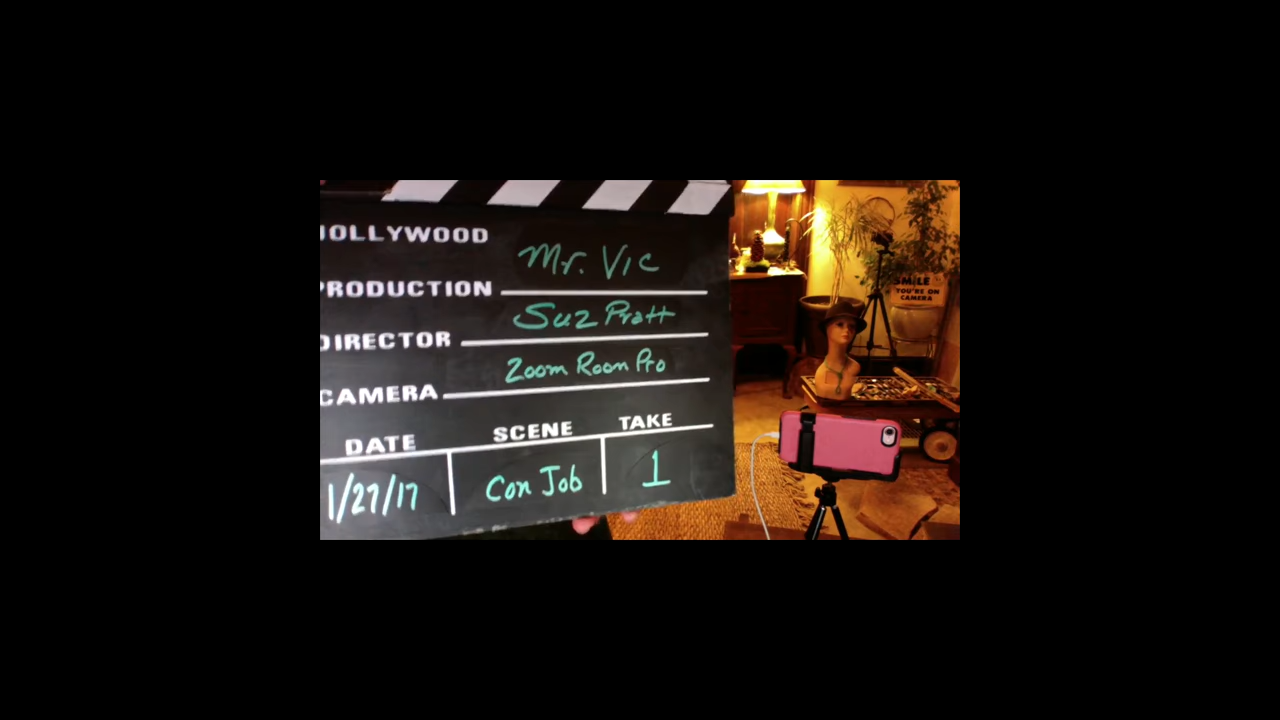 HOLLYWOOD
Mr. Vic
PRODUCTION
Suz Pratt
DIRECTOR
Zoom Room Pro
CAMERA
DATE SCENE TAKE
1/27/17 Con Job 1
SMILE
YOU'RE ON
CAMERA